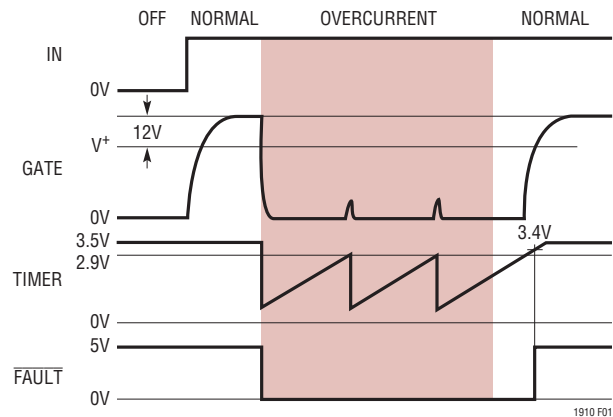 OFF NORMAL OVERCURRENT NORMAL
IN
0V
12V
V+
GATE
0V
3.5V
3.4V
2.9V
TIMER
0V
5V
FAULT
0V
1910 F01